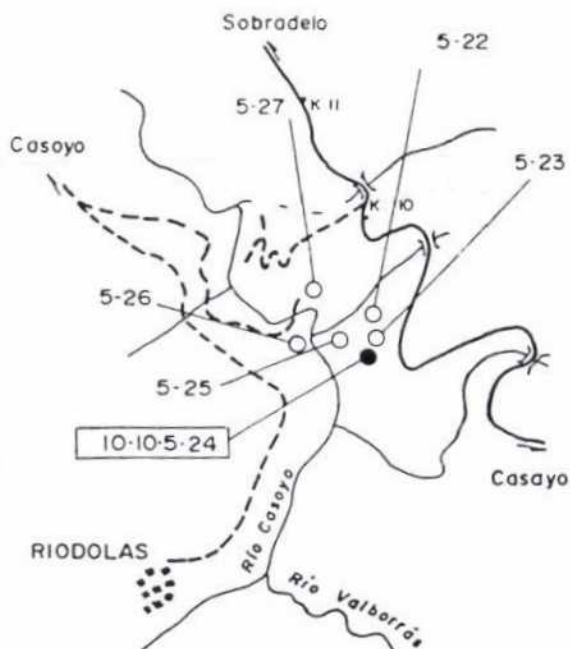 Sobradelo
5-22
5-27
K 11
Casoyo
5-23
K 10
5-26
5-25
10-10-5-24
Casayo
RIODOLAS
Río Casoyo
Río Valborrás